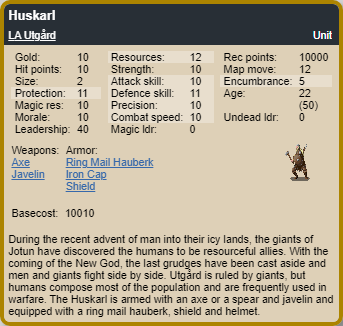 Huskarl
LA Utgård Unit
Gold: 10 Resources: 12 Rec points: 10000
Hit points: 10 Strength: 10 Map move: 12
Size: 2 Attack skill: 10 Encumbrance: 5
Protection: 11 Defence skill: 11 Age: 22
Magic res: 10 Precision: 10 (50)
Morale: 10 Combat speed: 10 Undead ldr: 0
Leadership: 40 Magic ldr: 0
Weapons: Armor:
Axe Ring Mail Hauberk
Javelin Iron Cap
Shield
Basecost: 10010
During the recent advent of man into their icy lands, the giants of
Jotun have discovered the humans to be resourceful allies. With the
coming of the New God, the last grudges have been cast aside and
men and giants fight side by side. Utgård is ruled by giants, but
humans compose most of the population and are frequently used in
warfare. The Huskarl is armed with an axe or a spear and javelin and
equipped with a ring mail hauberk, shield and helmet.